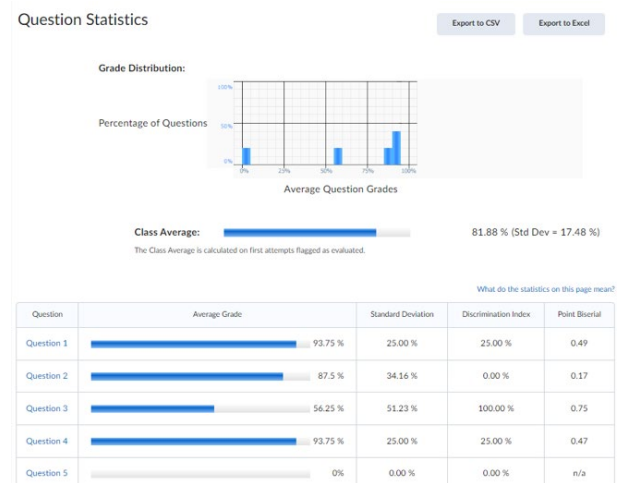 Question Statistics
Export to CSV
Export to Excel
Grade Distribution:
Percentage of Questions
100%
50%
0%
0% 25% 50% 75% 100%
Average Question Grades
Class Average:
81.88 % (Std Dev = 17.48 %)
The Class Average is calculated on first attempts flagged as evaluated.
What do the statistics on this page mean?
Question Average Grade Standard Deviation Discrimination Index Point Biserial
Question 1 93.75 % 25.00 % 25.00 % 0.49
Question 2 87.5 % 34.16 % 0.00 % 0.17
Question 3 56.25 % 51.23 % 100.00 % 0.75
Question 4 93.75 % 25.00 % 25.00 % 0.47
Question 5 0% 0.00 % 0.00 % n/a